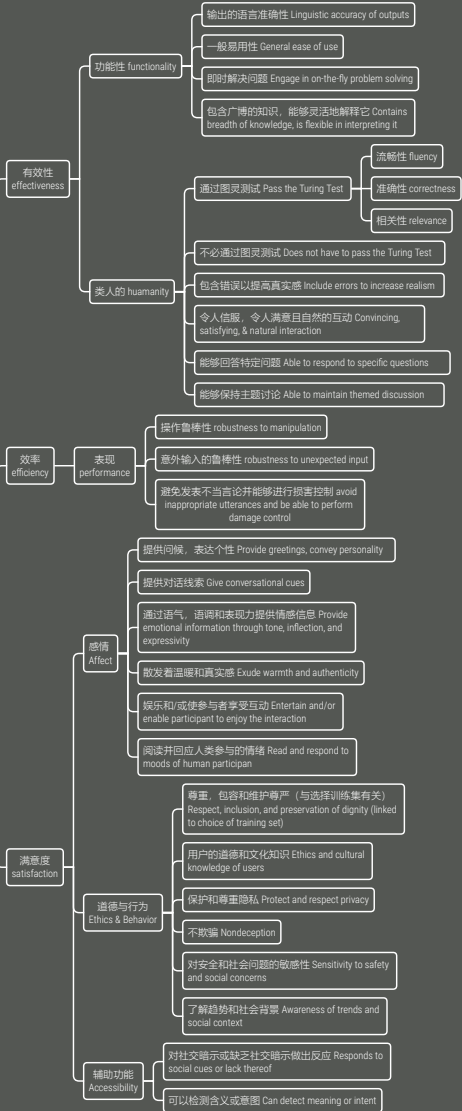 输出的语言准确性 Linguistic accuracy of outputs
一般易用性 General ease of use
功能性 functionality
即时解决问题 Engage in on-the-fly problem solving
包含广博的知识，能够灵活地解释它 Contains
breadth of knowledge, is flexible in interpreting it
有效性
effectiveness
流畅性 fluency
通过图灵测试 Pass the Turing Test
准确性 correctness
相关性 relevance
不必通过图灵测试 Does not have to pass the Turing Test
类人的 huamanity
包含错误以提高真实感 Include errors to increase realism
令人信服，令人满意且自然的互动 Convincing,
satisfying, & natural interaction
能够回答特定问题 Able to respond to specific questions
能够保持主题讨论 Able to maintain themed discussion
操作鲁棒性 robustness to manipulation
效率
efficiency
表现
performance
意外输入的鲁棒性 robustness to unexpected input
避免发表不当言论并能够进行损害控制 avoid
inappropriate utterances and be able to perform
damage control
提供问候，表达个性 Provide greetings, convey personality
提供对话线索 Give conversational cues
通过语气，语调和表现力提供情感信息 Provide
emotional information through tone, inflection, and
expressivity
感情
Affect
散发着温暖和真实感 Exude warmth and authenticity
娱乐和/或使参与者享受互动 Entertain and/or
enable participant to enjoy the interaction
阅读并回应人类参与的情绪 Read and respond to
moods of human participan
尊重，包容和维护尊严（与选择训练集有关）
Respect, inclusion, and preservation of dignity (linked
to choice of training set)
用户的道德和文化知识 Ethics and cultural
knowledge of users
满意度
satisfaction
道德与行为
Ethics & Behavior
保护和尊重隐私 Protect and respect privacy
不欺骗 Nondeception
对安全和社会问题的敏感性 Sensitivity to safety
and social concerns
了解趋势和社会背景 Awareness of trends and
social context
对社交暗示或缺乏社交暗示做出反应 Responds to
social cues or lack thereof
辅助功能
Accessibility
可以检测含义或意图 Can detect meaning or intent